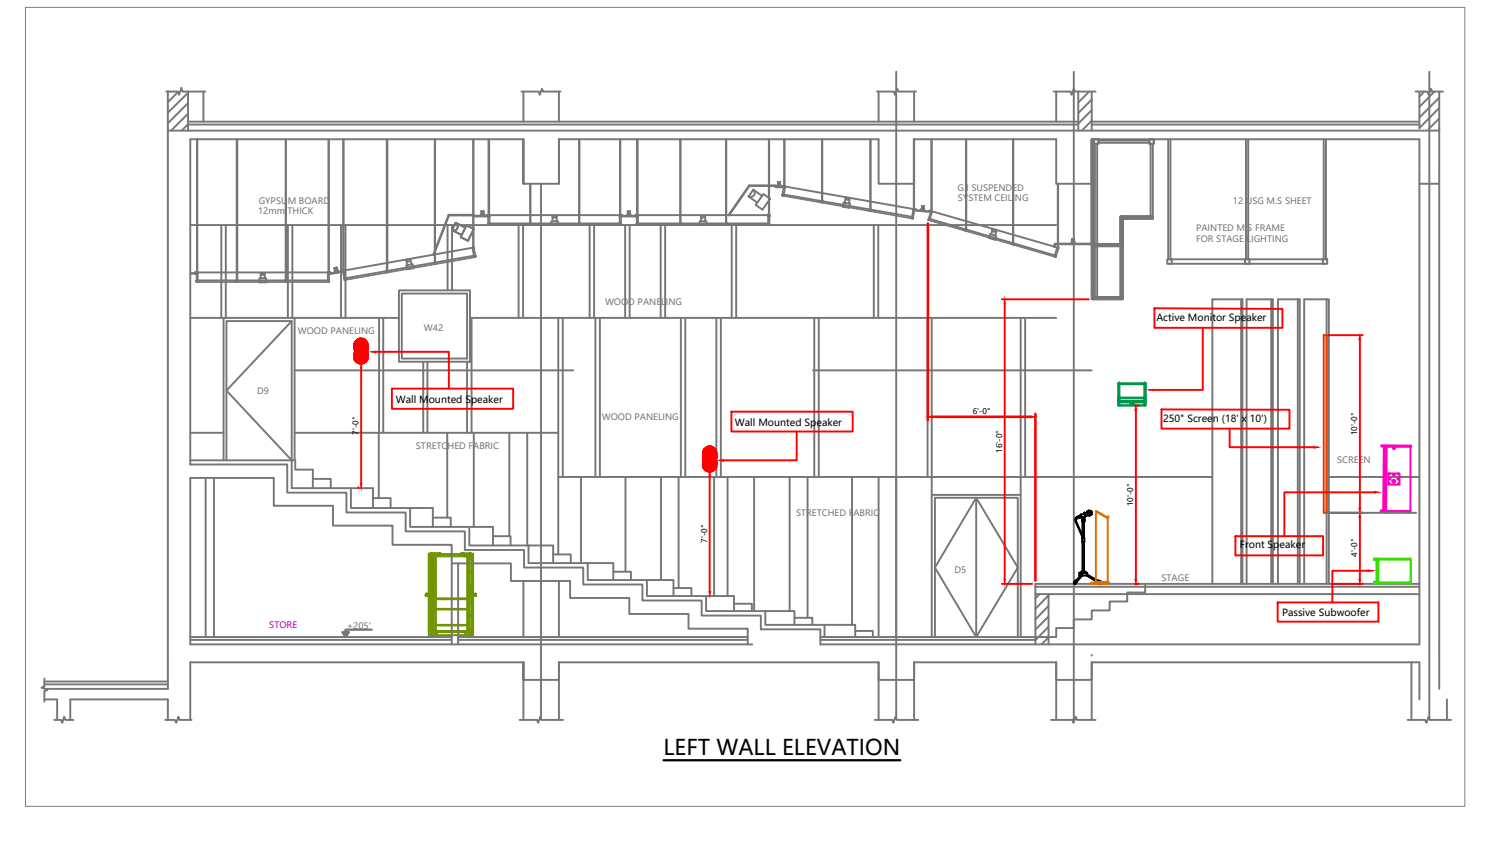 GYPSUM BOARD
12mm THICK
G.I SUSPENDED
SYSTEM CEILING
12 USG M.S SHEET
PAINTED M.S FRAME
FOR STAGE LIGHTING
WOOD PANELING
WOOD PANELING
W42
Active Monitor Speaker
D9
Wall Mounted Speaker
7'-0"
WOOD PANELING
Wall Mounted Speaker
6'-0"
16'-0"
250" Screen (18' x 10')
10'-0"
STRETCHED FABRIC
SCREEN
10'-0"
STRETCHED FABRIC
7'-0"
Front Speaker
4'-0"
D5
STAGE
Passive Subwoofer
STORE
+205'
LEFT WALL ELEVATION